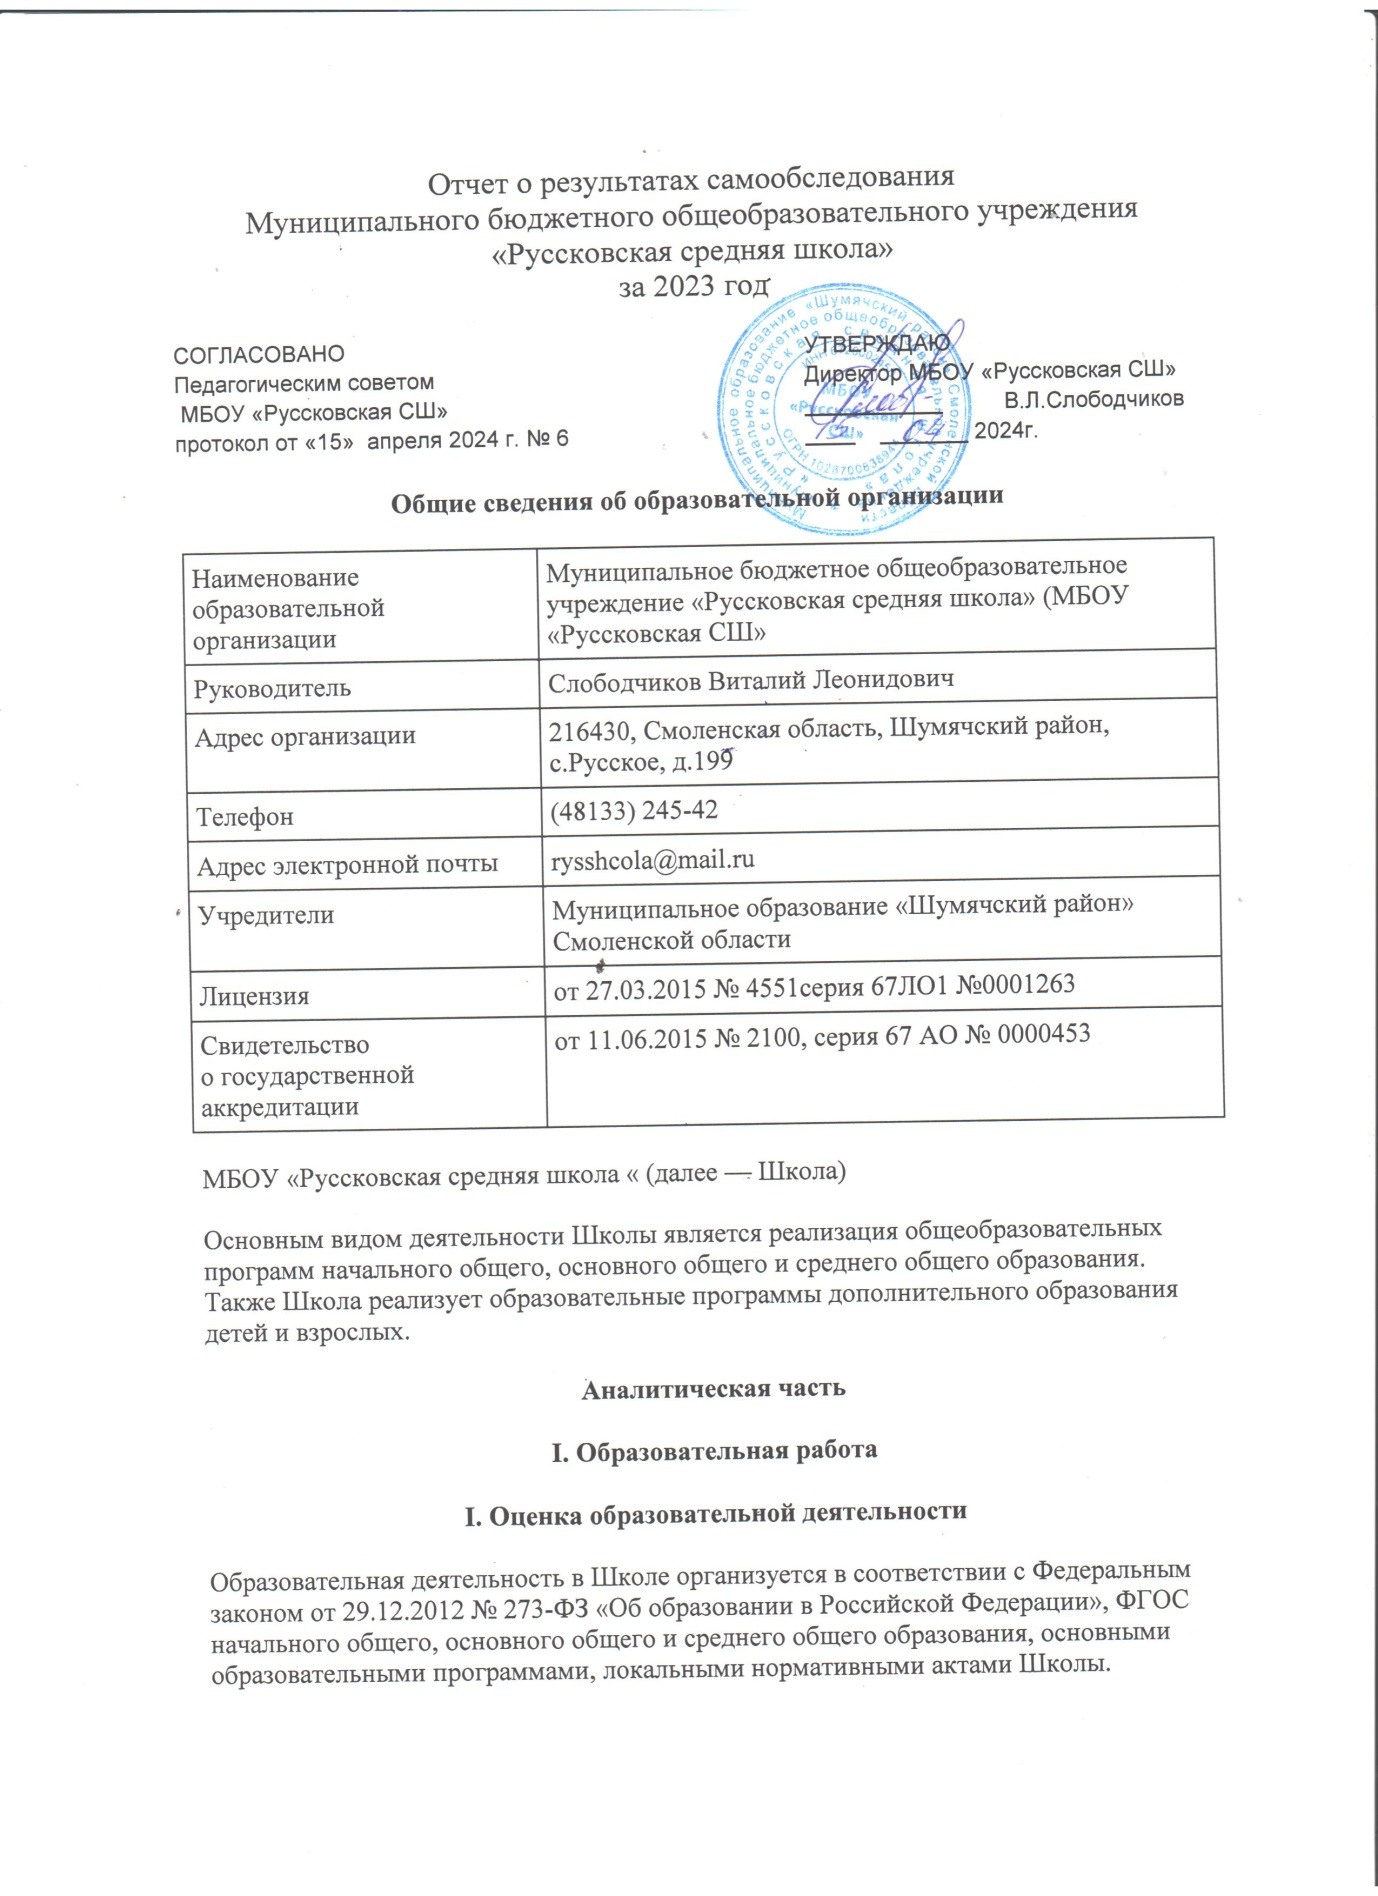 Отчет о результатах самообследования
Муниципального бюджетного общеобразовательного учреждения
«Руссковская средняя школа»
за 2023 год
СОГЛАСОВАНО
Педагогическим советом
МБОУ «Руссковская СШ»
протокол от «15» апреля 2024 г. № 6
УТВЕРЖДАЮ
Директор МБОУ «Руссковская СШ»
В.Л.Слободчиков
04 2024г.
МБОУ
«Руссковская
СШ»
Общие сведения об образовательной организации
Наименование
образовательной
организации
Муниципальное бюджетное общеобразовательное
учреждение «Руссковская средняя школа» (МБОУ
«Руссковская СШ»
Руководитель
Слободчиков Виталий Леонидович
Адрес организации
216430, Смоленская область, Шумячский район,
с.Русское, д.199
Телефон
(48133) 245-42
Адрес электронной почты
rysshcola@mail.ru
Учредители
Муниципальное образование «Шумячский район»
Смоленской области
Лицензия
от 27.03.2015 № 4551серия 67ЛО1 №0001263
Свидетельство
о государственной
аккредитации
от 11.06.2015 № 2100, серия 67 АО № 0000453
МБОУ «Руссковская средняя школа « (далее — Школа)
Основным видом деятельности Школы является реализация общеобразовательных
программ начального общего, основного общего и среднего общего образования.
Также Школа реализует образовательные программы дополнительного образования
детей и взрослых.
Аналитическая часть
I. Образовательная работа
I. Оценка образовательной деятельности
Образовательная деятельность в Школе организуется в соответствии с Федеральным
законом от 29.12.2012 № 273-ФЗ «Об образовании в Российской Федерации», ФГОС
начального общего, основного общего и среднего общего образования, основными
образовательными программами, локальными нормативными актами Школы.